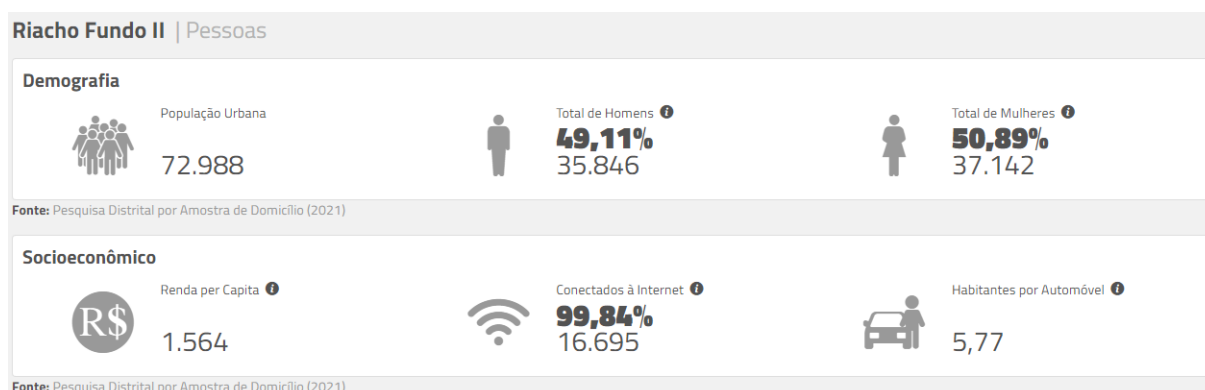 Riacho Fundo II | Pessoas
Demografia
População Urbana
72.988
Total de Homens
49,11%
35.846
Total de Mulheres
50,89%
37.142
Fonte: Pesquisa Distrital por Amostra de Domicílio (2021)
Socioeconômico
R$
Renda per Capita
1.564
Conectados à Internet
99,84%
16.695
Habitantes por Automóvel
5,77
Fonte: Pesquisa Distrital por Amostra de Domicílio (2021)